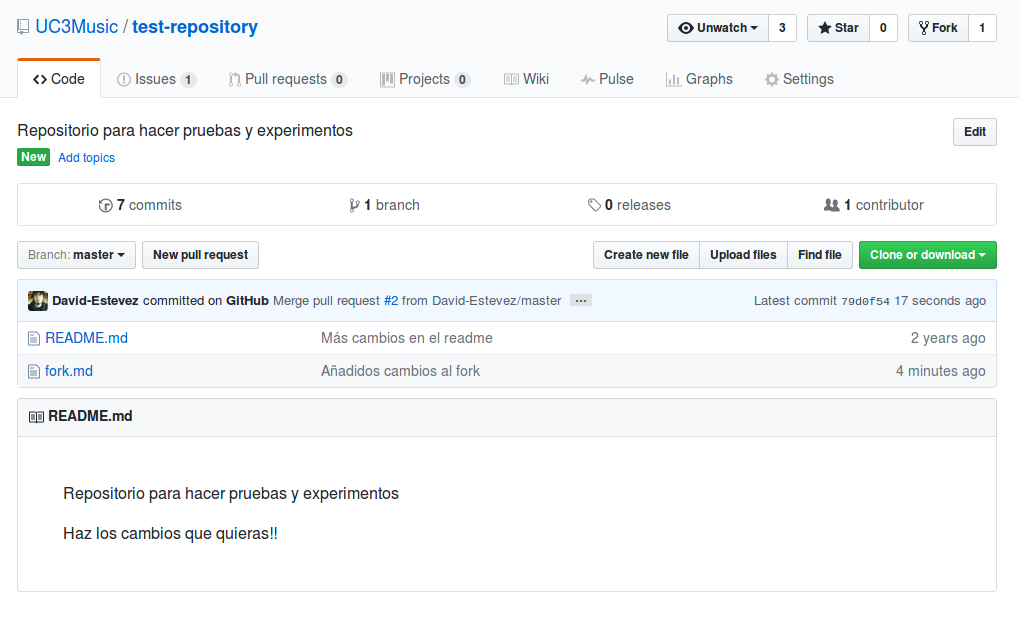 UC3Music / test-repository Unwatch 3 Star 0 Fork 1
Code Issues 1 Pull requests 0 Projects 0 Wiki Pulse Graphs Settings
Repositorio para hacer pruebas y experimentos Edit
New Add topics
7 commits 1 branch 0 releases 1 contributor
Branch: master New pull request Create new file Upload files Find file Clone or download
David-Estevez committed on GitHub Merge pull request #2 from David-Estevez/master ... Latest commit 79d0f54 17 seconds ago
README.md Más cambios en el readme 2 years ago
fork.md Añadidos cambios al fork 4 minutes ago
README.md
Repositorio para hacer pruebas y experimentos
Haz los cambios que quieras!!